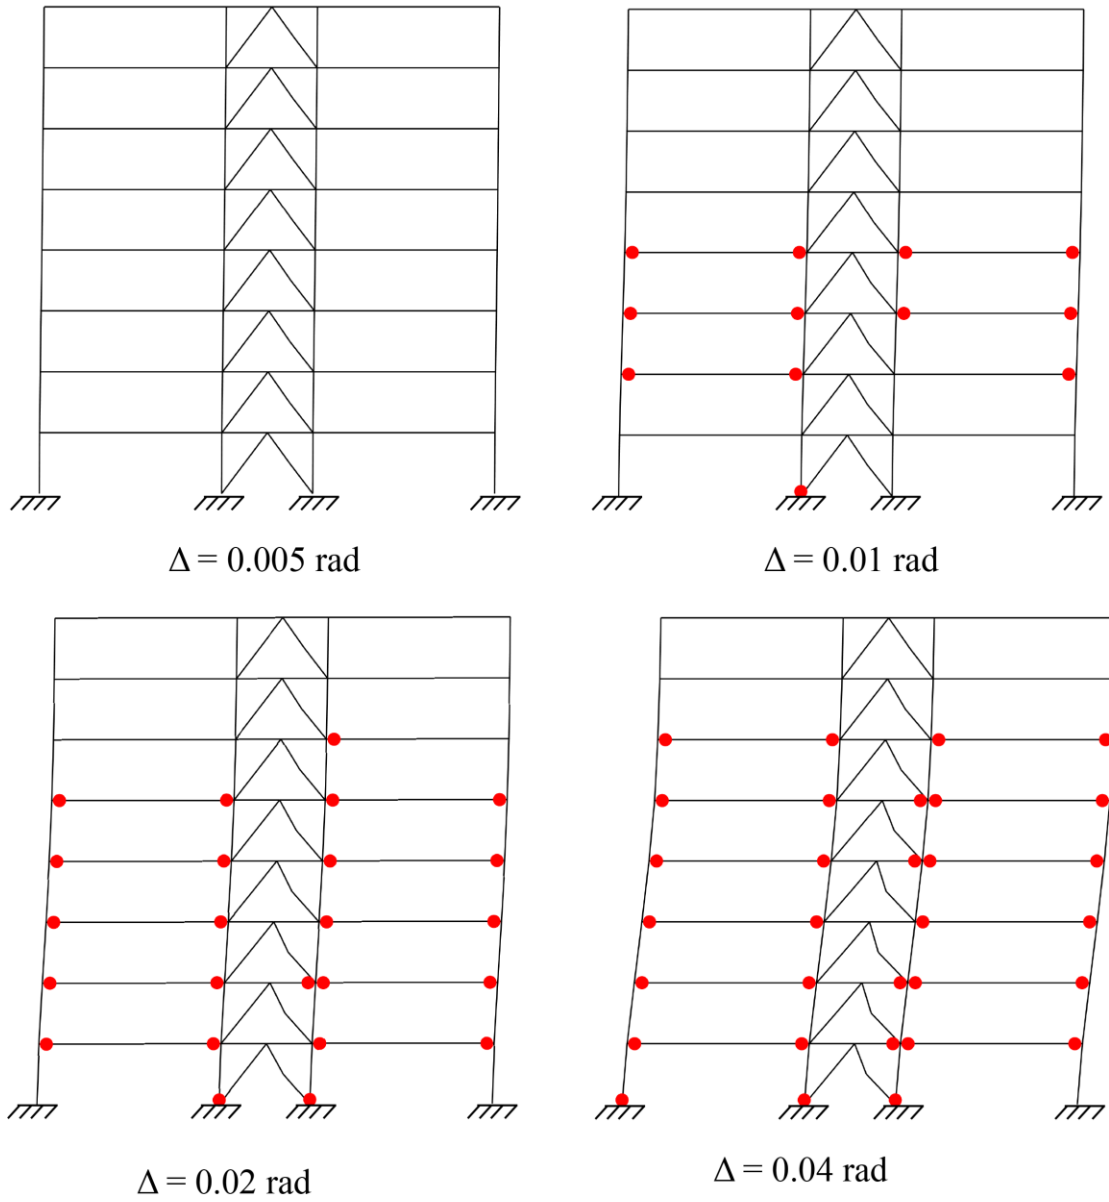 Δ = 0.005 rad
Δ = 0.01 rad
Δ = 0.02 rad
Δ = 0.04 rad